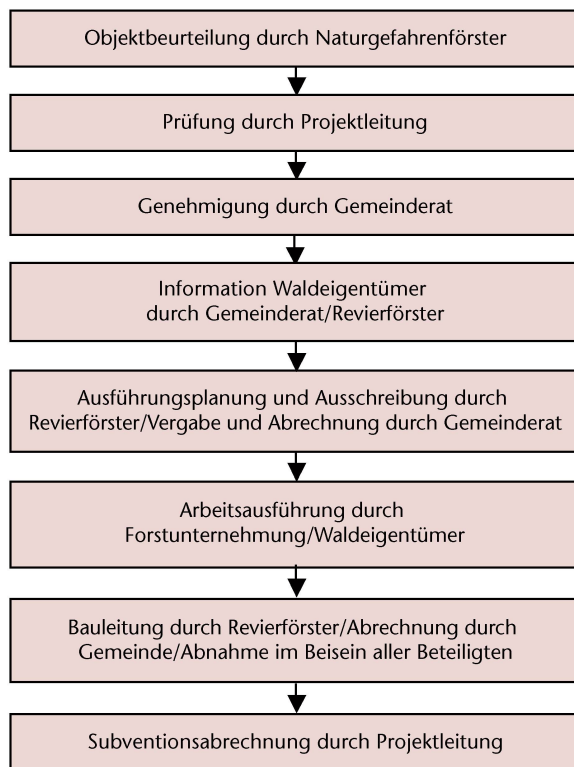 Objektbeurteilung durch Naturgefahrenförster
Prüfung durch Projektleitung
Genehmigung durch Gemeinderat
Information Waldeigentümer
durch Gemeinderat/Revierförster
Ausführungsplanung und Ausschreibung durch
Revierförster/Vergabe und Abrechnung durch Gemeinderat
Arbeitsausführung durch
Forstunternehmung/Waldeigentümer
Bauleitung durch Revierförster/Abrechnung durch
Gemeinde/Abnahme im Beisein aller Beteiligten
Subventionsabrechnung durch Projektleitung